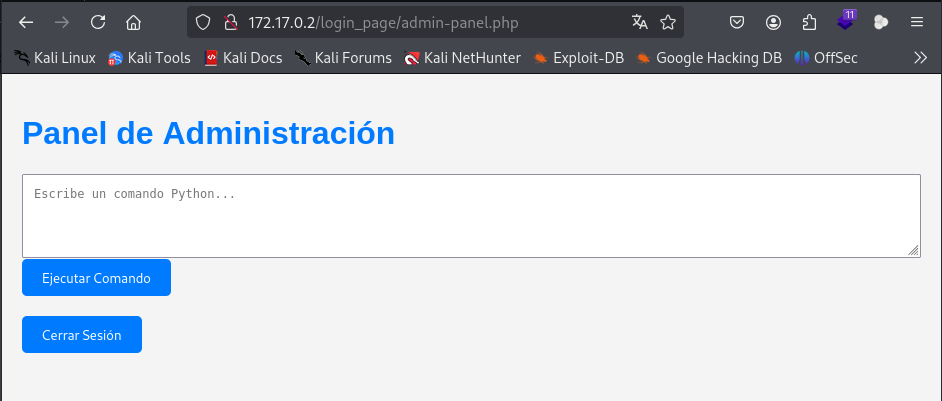 172.17.0.2/login_page/admin-panel.php
11
Kali Linux Kali Tools Kali Docs Kali Forums Kali NetHunter Exploit-DB Google Hacking DB OffSec
Panel de Administración
Escribe un comando Python...
Ejecutar Comando
Cerrar Sesión